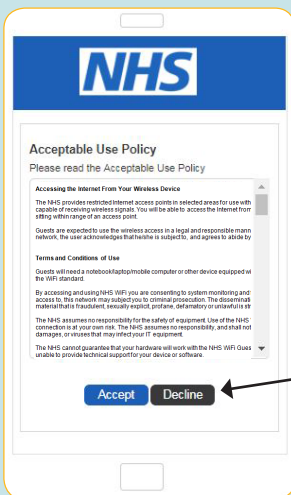 NHS
Acceptable Use Policy
Please read the Acceptable Use Policy
Accessing the Internet From Your Wireless Device
The NHS provides restricted Internet access points in selected areas for use with
capable of receiving wireless signals. You will be able to access the Internet from
sitting within range of an access point.
Guests are expected to use the wireless access in a legal and responsible mann
network, the user acknowledges that he/she is subject to, and agrees to abide by
Terms and Conditions of Use
Guests will need a notebook/laptop/mobile computer or other device equipped wi
the WiFi standard.
By accessing and using NHS WiFi you are consenting to system monitoring and
access to, this network may subject you to criminal prosecution. The disseminati
material that is fraudulent, sexually explicit, profane, defamatory or unlawful is str
The NHS assumes no responsibility for the safety of equipment. Use of the NHS
connection is at your own risk. The NHS assumes no responsibility, and shall not
damages, or viruses that may infect your IT equipment.
The NHS cannot guarantee that your hardware will work with the NHS WiFi Gues
unable to provide technical support for your device or software.
Accept Decline